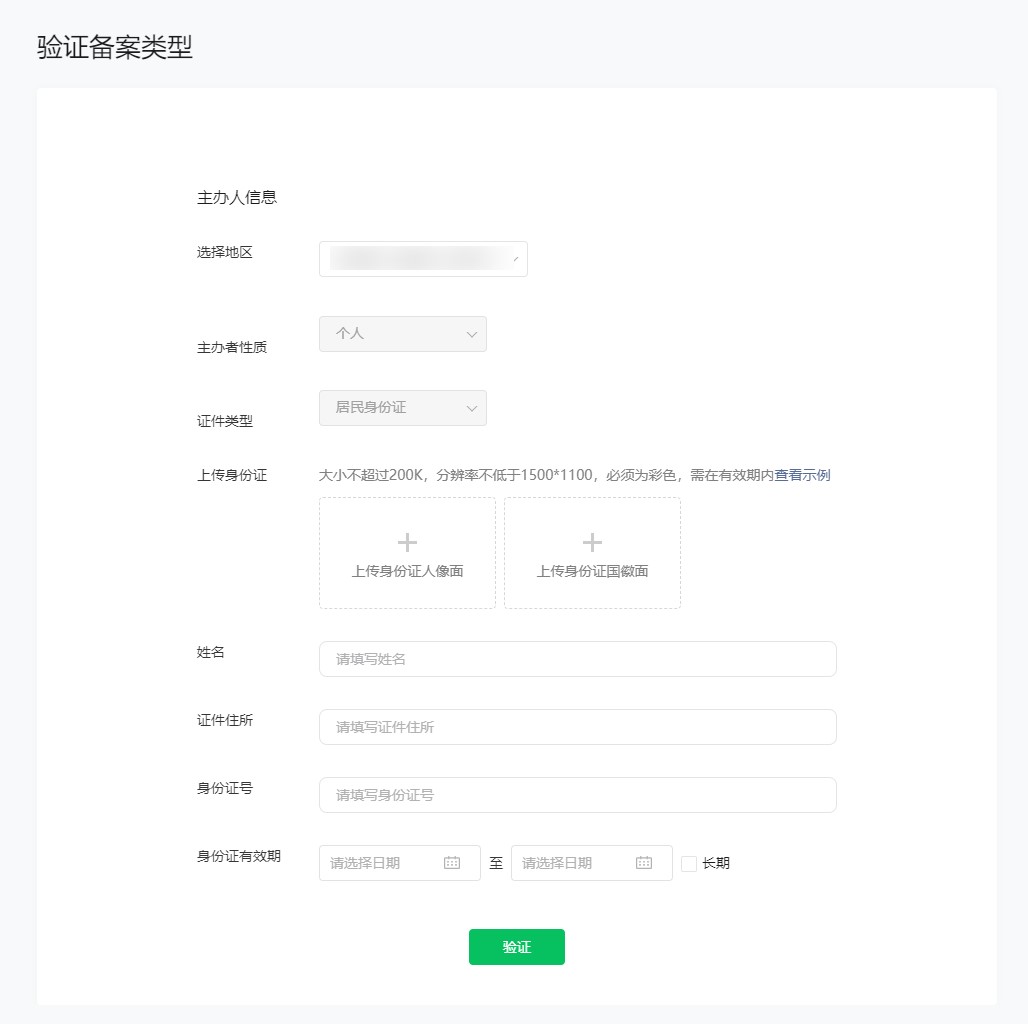 验证备案类型
主办人信息
选择地区
主办者性质 个人
证件类型 居民身份证
上传身份证 大小不超过200K，分辨率不低于1500*1100，必须为彩色，需在有效期内查看示例
上传身份证人像面 上传身份证国徽面
姓名 请填写姓名
证件住所 请填写证件住所
身份证号 请填写身份证号
身份证有效期 请选择日期 至 请选择日期 长期
验证